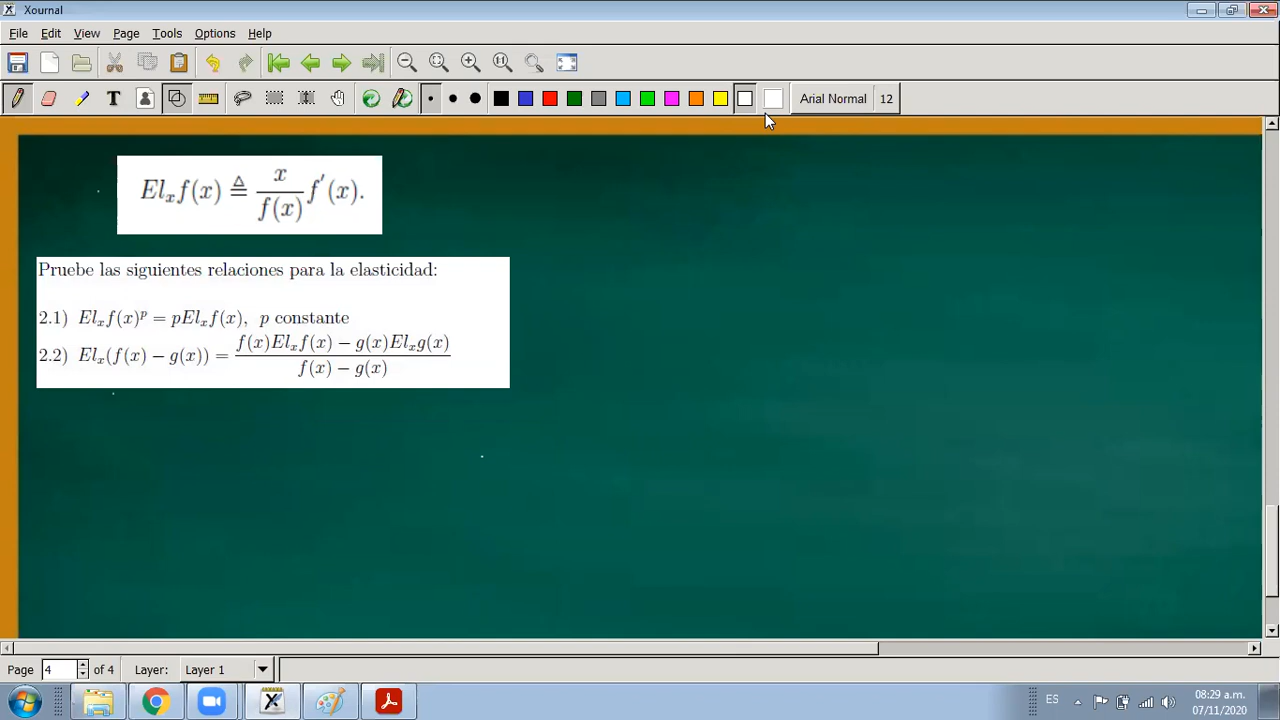 Xournal
File Edit View Page Tools Options Help
Arial Normal 12
El_x f(x) ≜ x/f(x) f'(x).
Pruebe las siguientes relaciones para la elasticidad:
2.1) El_x f(x)^p = pEl_x f(x), p constante
2.2) El_x(f(x) − g(x)) = f(x)El_x f(x) − g(x)El_x g(x) / f(x) − g(x)
Page 4 of 4 Layer: Layer 1
ES 08:29 a.m.
07/11/2020